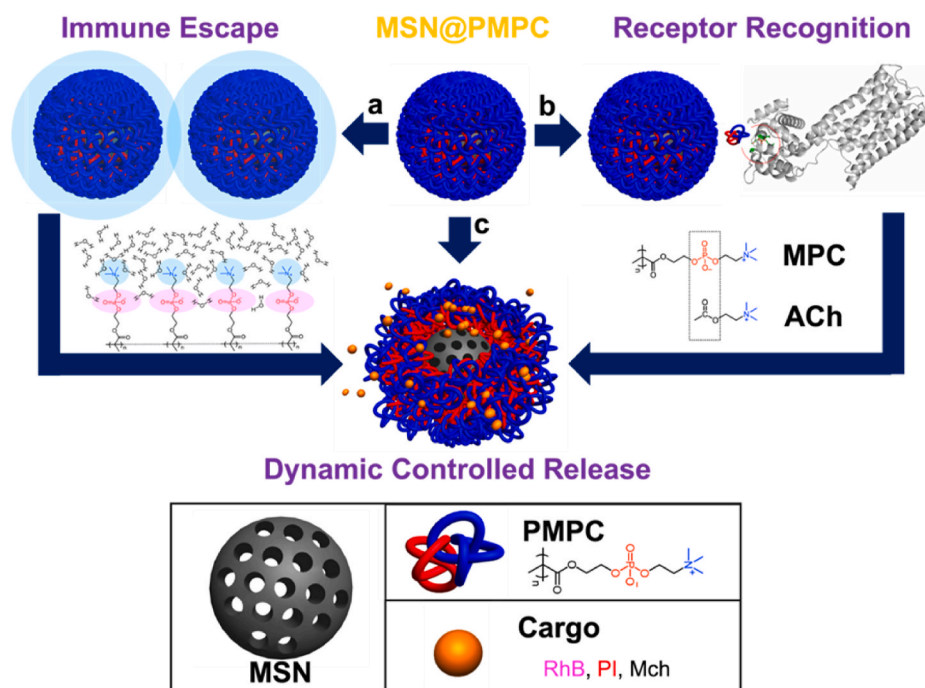 Immune Escape
MSN@PMPC
Receptor Recognition
a
b
c
MPC
ACh
Dynamic Controlled Release
MSN
PMPC
Cargo
RhB, PI, Mch